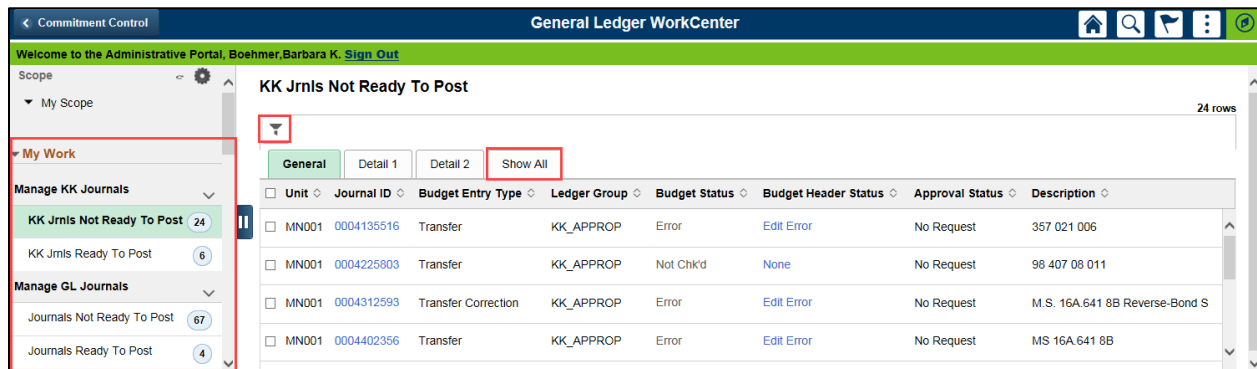 Commitment Control
General Ledger WorkCenter
Welcome to the Administrative Portal, Boehmer,Barbara K. Sign Out
Scope
My Scope
My Work
Manage KK Journals
KK Jrnls Not Ready To Post 24
KK Jrnls Ready To Post 6
Manage GL Journals
Journals Not Ready To Post 67
Journals Ready To Post 4
KK Jrnls Not Ready To Post
24 rows
General Detail 1 Detail 2 Show All
Unit Journal ID Budget Entry Type Ledger Group Budget Status Budget Header Status Approval Status Description
MN001 0004135516 Transfer KK_APPROP Error Edit Error No Request 357 021 006
MN001 0004225803 Transfer KK_APPROP Not Chk'd None No Request 98 407 08 011
MN001 0004312593 Transfer Correction KK_APPROP Error Edit Error No Request M.S. 16A.641 8B Reverse-Bond S
MN001 0004402356 Transfer KK_APPROP Error Edit Error No Request MS 16A.641 8B